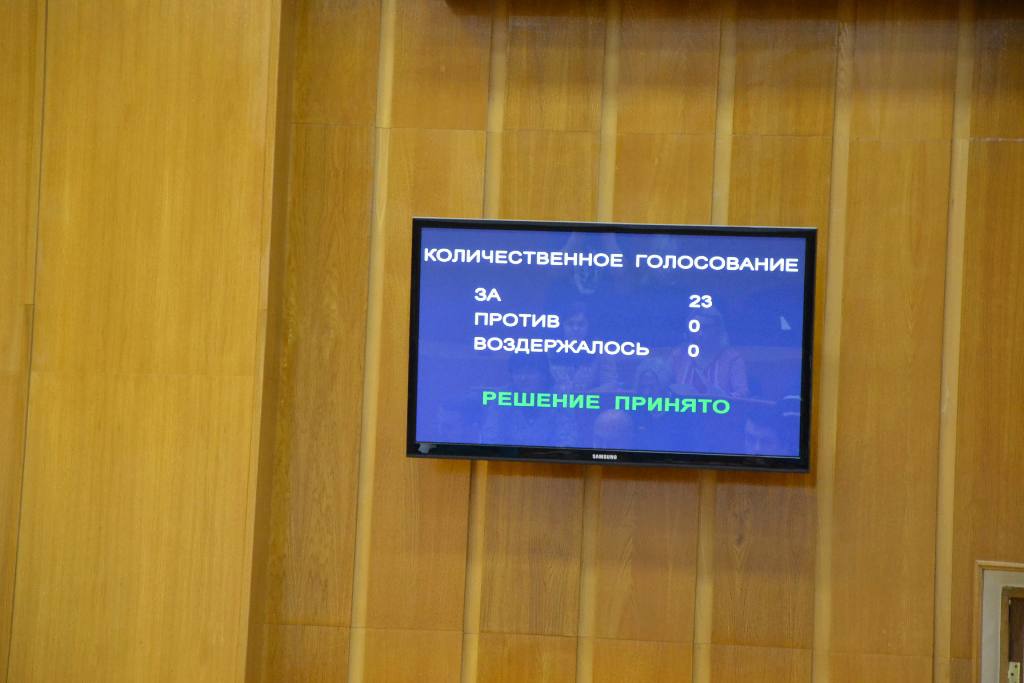 КОЛИЧЕСТВЕННОЕ ГОЛОСОВАНИЕ
ЗА 23
ПРОТИВ 0
ВОЗДЕРЖАЛОСЬ 0
РЕШЕНИЕ ПРИНЯТО
SAMSUNG